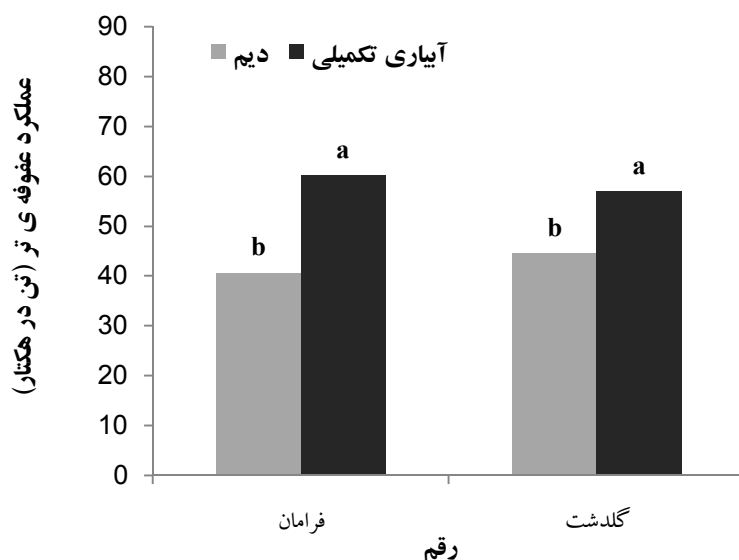 عملکرد عفوفه ی تر (تن در هکتار)
90
80
70
60
50
40
30
20
10
0
دیم آبیاری تکمیلی
b a b a
فرامان گلدشت
رقم